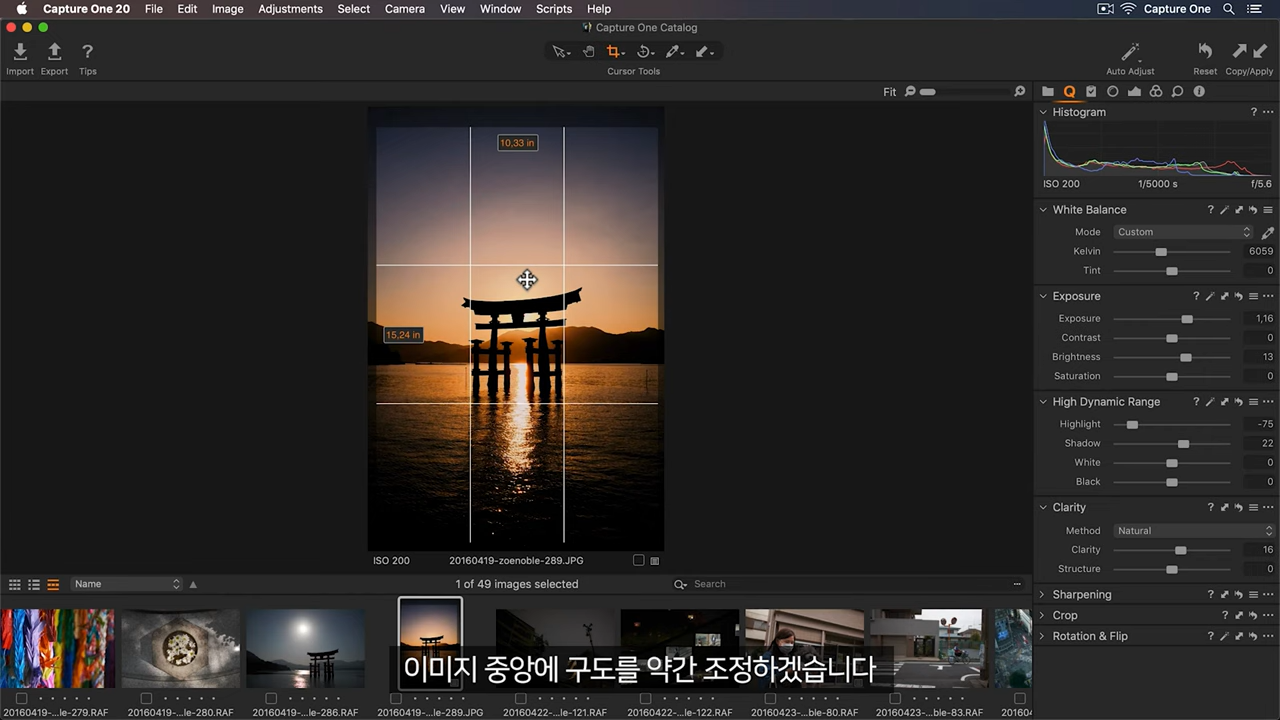 Capture One 20 File Edit Image Adjustments Select Camera View Window Scripts Help Capture One
Capture One Catalog
Import Export Tips Cursor Tools Auto Adjust Reset Copy/Apply
Fit
Histogram
10,33 in
ISO 200 1/5000 s f/5.6
White Balance
Mode Custom
Kelvin 6059
Tint 0
Exposure
Exposure 1,16
15,24 in
Contrast 0
Brightness 13
Saturation 0
High Dynamic Range
Highlight -75
Shadow 22
White 0
Black 0
Clarity
Method Natural
Clarity 16
Structure 0
ISO 200 20160419-zoenoble-289.JPG
Name 1 of 49 images selected Search
Sharpening
Crop
Rotation & Flip
이미지 중앙에 구도를 약간 조정하겠습니다
20160419-...le-279.RAF 20160419-...le-280.RAF 20160419-...le-286.RAF 20160419-...le-289.JPG 20160422-...le-121.RAF 20160422-...le-122.RAF 20160423-...ble-80.RAF 20160423-...ble-83.RAF 201604